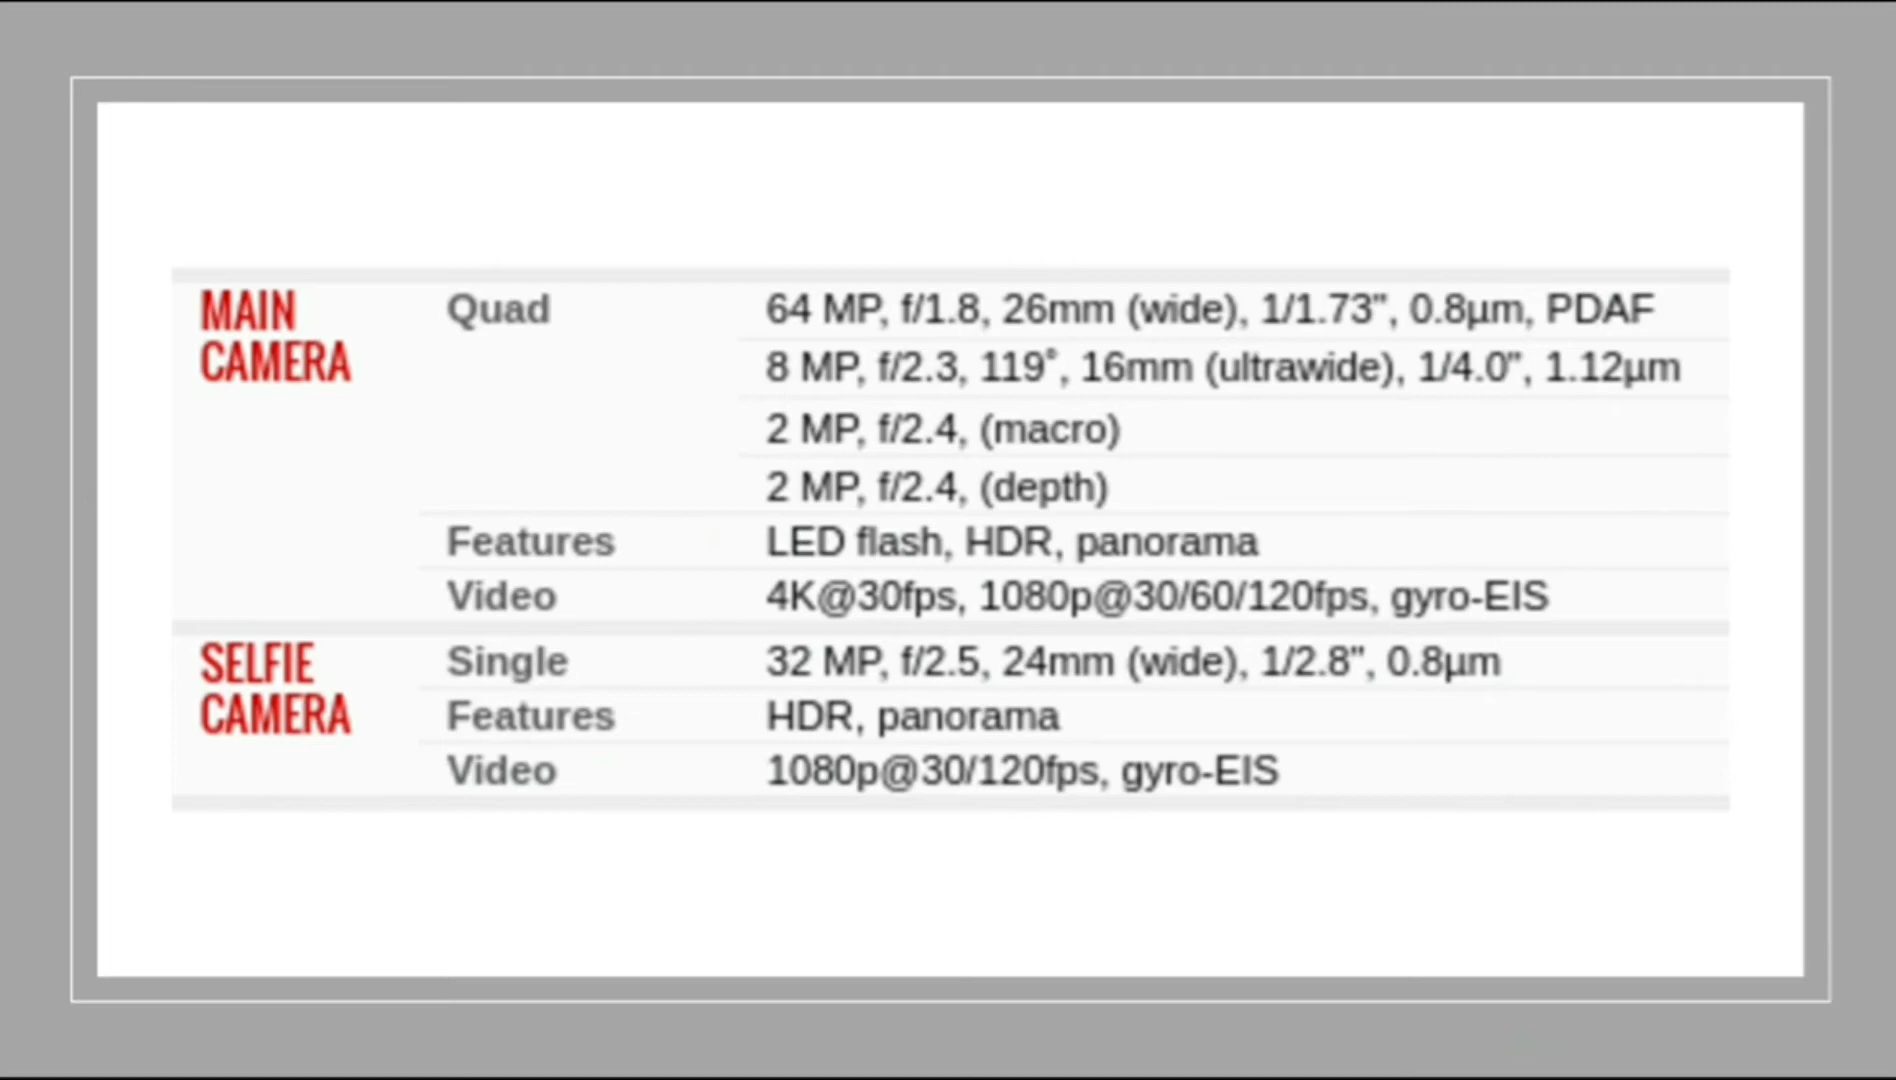 MAIN CAMERA
Quad
64 MP, f/1.8, 26mm (wide), 1/1.73", 0.8µm, PDAF
8 MP, f/2.3, 119˚, 16mm (ultrawide), 1/4.0", 1.12µm
2 MP, f/2.4, (macro)
2 MP, f/2.4, (depth)
Features
LED flash, HDR, panorama
Video
4K@30fps, 1080p@30/60/120fps, gyro-EIS
SELFIE CAMERA
Single
32 MP, f/2.5, 24mm (wide), 1/2.8", 0.8µm
Features
HDR, panorama
Video
1080p@30/120fps, gyro-EIS